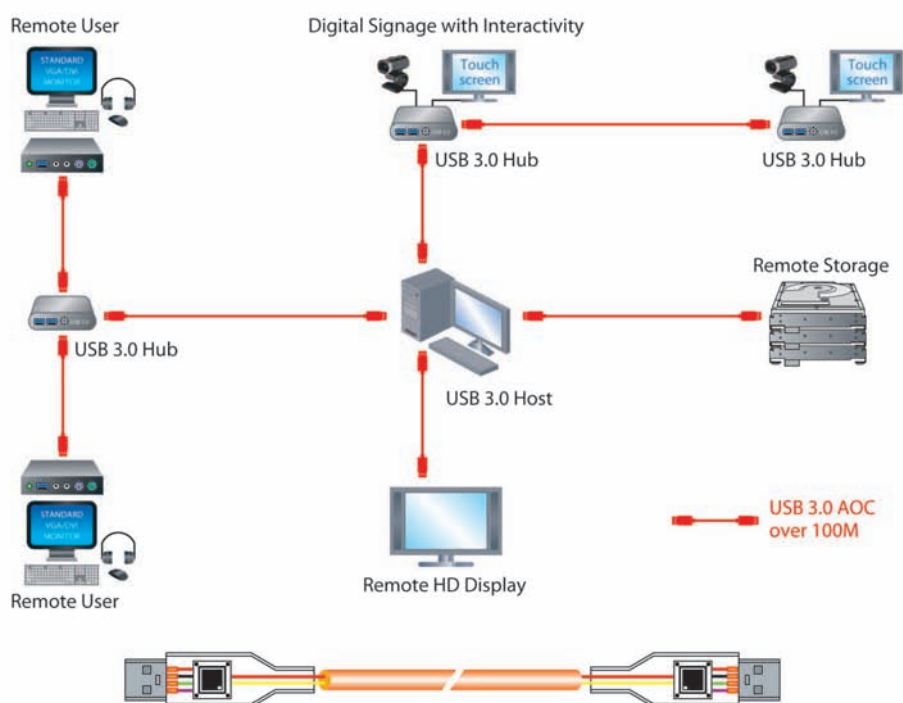 Remote User
Digital Signage with Interactivity
STANDARD
VGA/DVI
MONITOR
Touch
screen
Touch
screen
USB 3.0 Hub
USB 3.0 Hub
Remote Storage
USB 3.0 Hub
USB 3.0 Host
STANDARD
VGA/DVI
MONITOR
USB 3.0 AOC
over 100M
Remote HD Display
Remote User